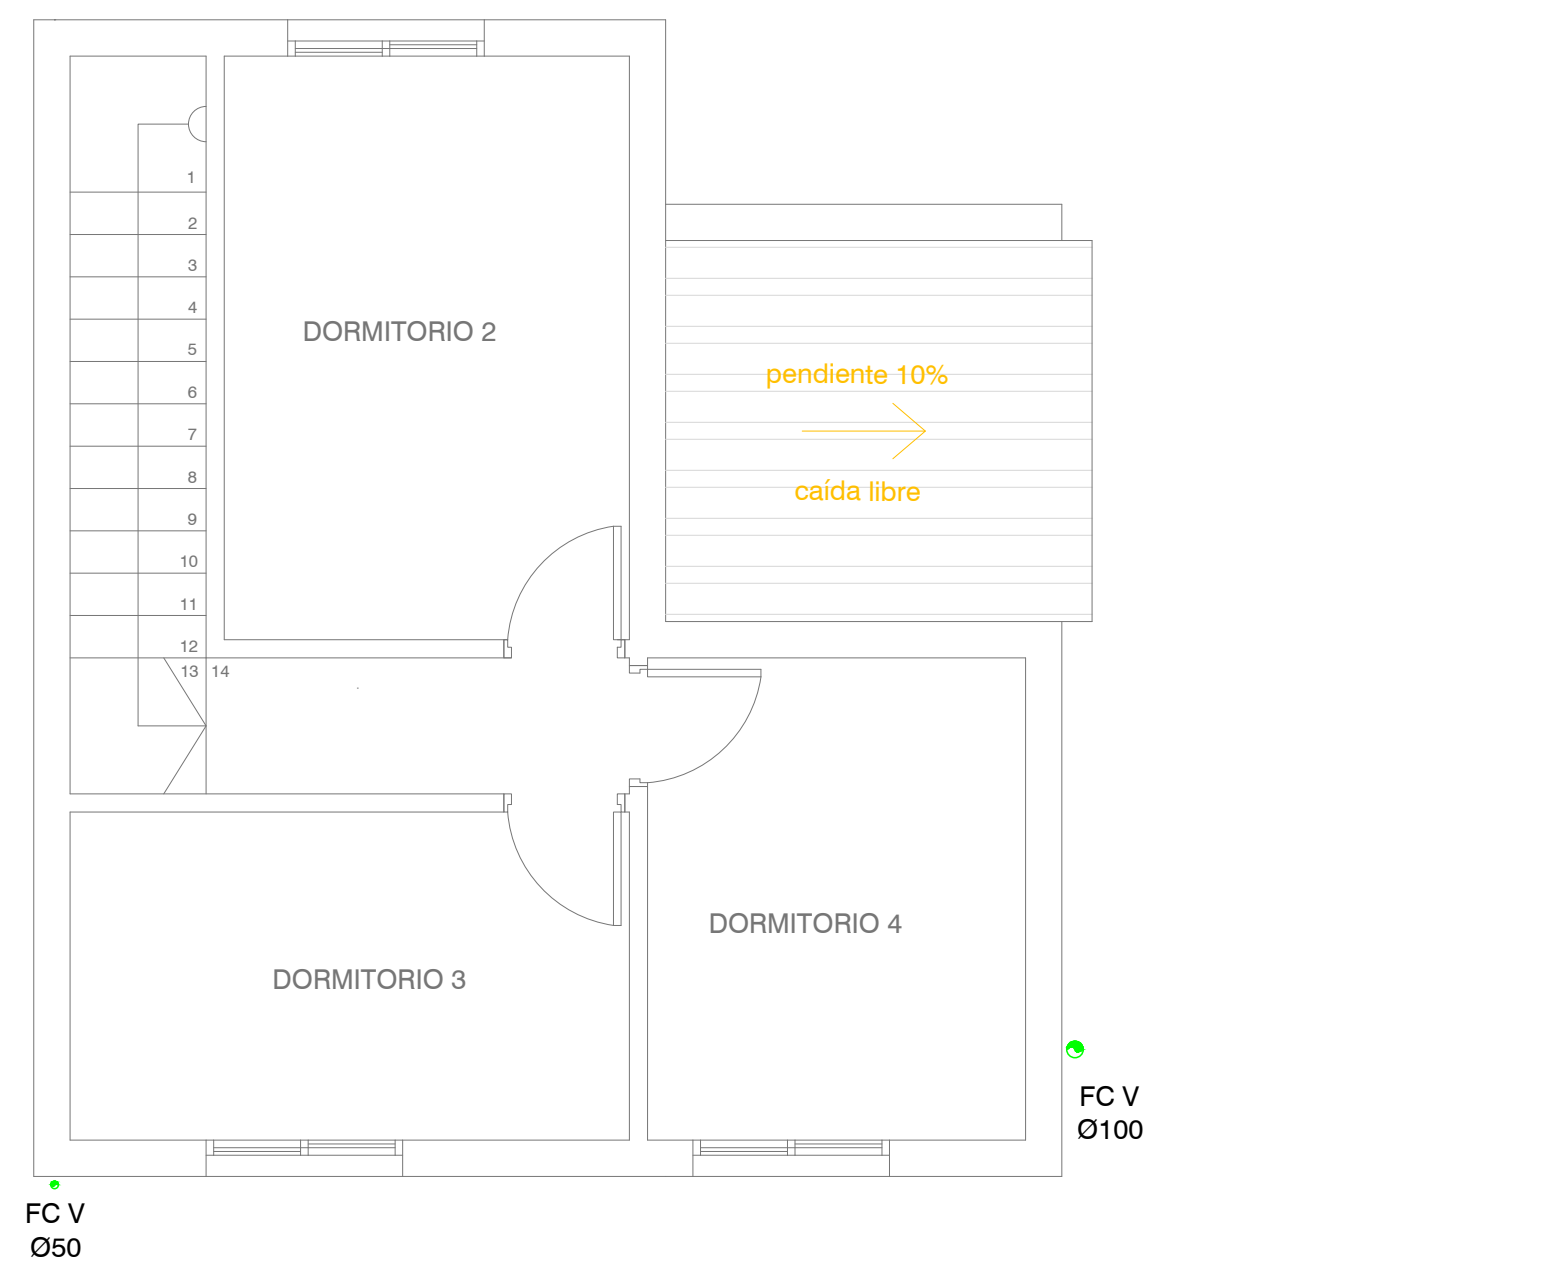 1
2
3
4
5
6
7
8
9
10
11
12
13 14
DORMITORIO 2
pendiente 10%
caída libre
DORMITORIO 4
DORMITORIO 3
FC V
Ø100
FC V
Ø50